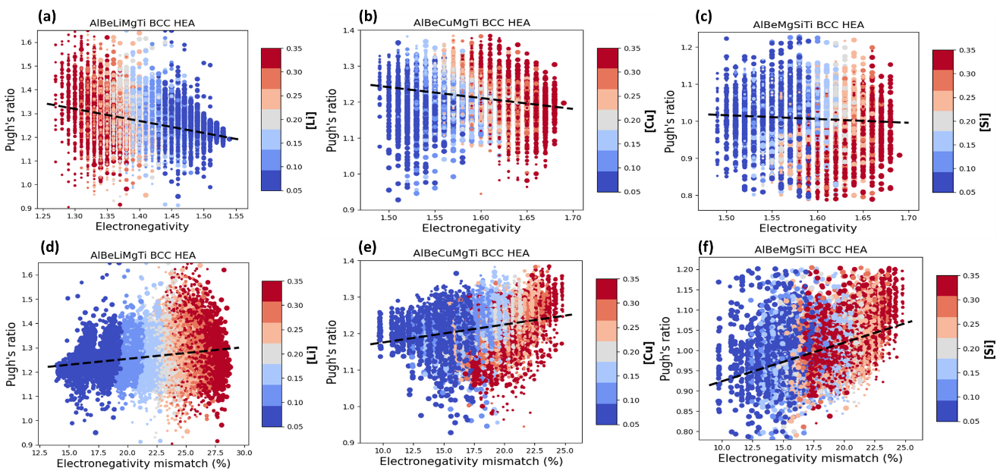 (a)
AlBeLiMgTi BCC HEA
1.6
1.5
1.4
1.3
1.2
1.1
1.0
0.9
Pugh's ratio
1.25 1.30 1.35 1.40 1.45 1.50 1.55
Electronegativity
0.35
0.30
0.25
0.20
0.15
0.10
0.05
[Li]
(b)
AlBeCuMgTi BCC HEA
1.4
1.3
1.2
1.1
1.0
0.9
Pugh's ratio
1.50 1.55 1.60 1.65 1.70
Electronegativity
0.35
0.30
0.25
0.20
0.15
0.10
0.05
[Cu]
(c)
AlBeMgSiTi BCC HEA
1.2
1.1
1.0
0.9
0.8
Pugh's ratio
1.50 1.55 1.60 1.65 1.70
Electronegativity
0.35
0.30
0.25
0.20
0.15
0.10
0.05
[Si]
(d)
AlBeLiMgTi BCC HEA
1.6
1.5
1.4
1.3
1.2
1.1
1.0
0.9
Pugh's ratio
12.5 15.0 17.5 20.0 22.5 25.0 27.5 30.0
Electronegativity mismatch (%)
0.35
0.30
0.25
0.20
0.15
0.10
0.05
[Li]
(e)
AlBeCuMgTi BCC HEA
1.4
1.3
1.2
1.1
1.0
0.9
Pugh's ratio
10.0 12.5 15.0 17.5 20.0 22.5 25.0
Electronegativity mismatch (%)
0.35
0.30
0.25
0.20
0.15
0.10
0.05
[Cu]
(f)
AlBeMgSiTi BCC HEA
1.20
1.15
1.10
1.05
1.00
0.95
0.90
0.85
0.80
Pugh's ratio
10.0 12.5 15.0 17.5 20.0 22.5 25.0
Electronegativity mismatch (%)
0.35
0.30
0.25
0.20
0.15
0.10
0.05
[Si]